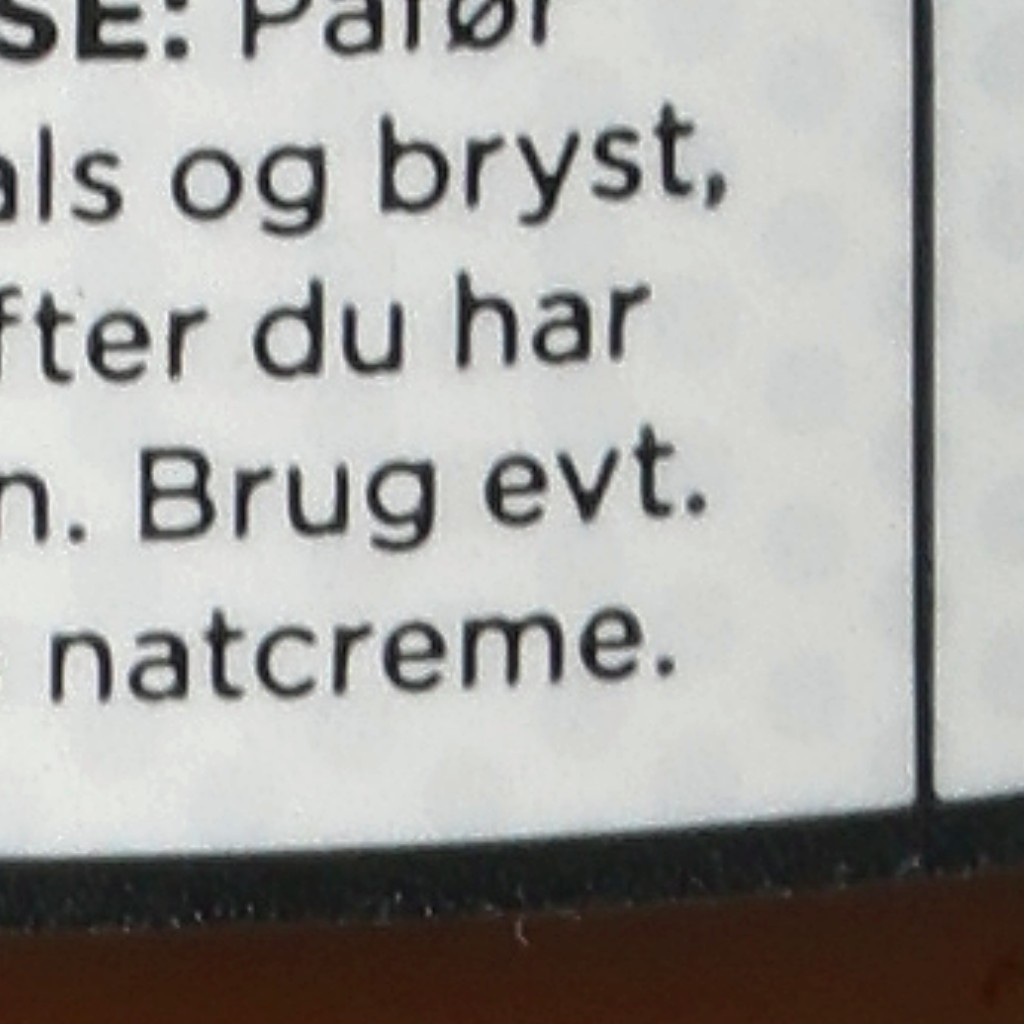 SE: Påfør
als og bryst,
fter du har
n. Brug evt.
natcreme.